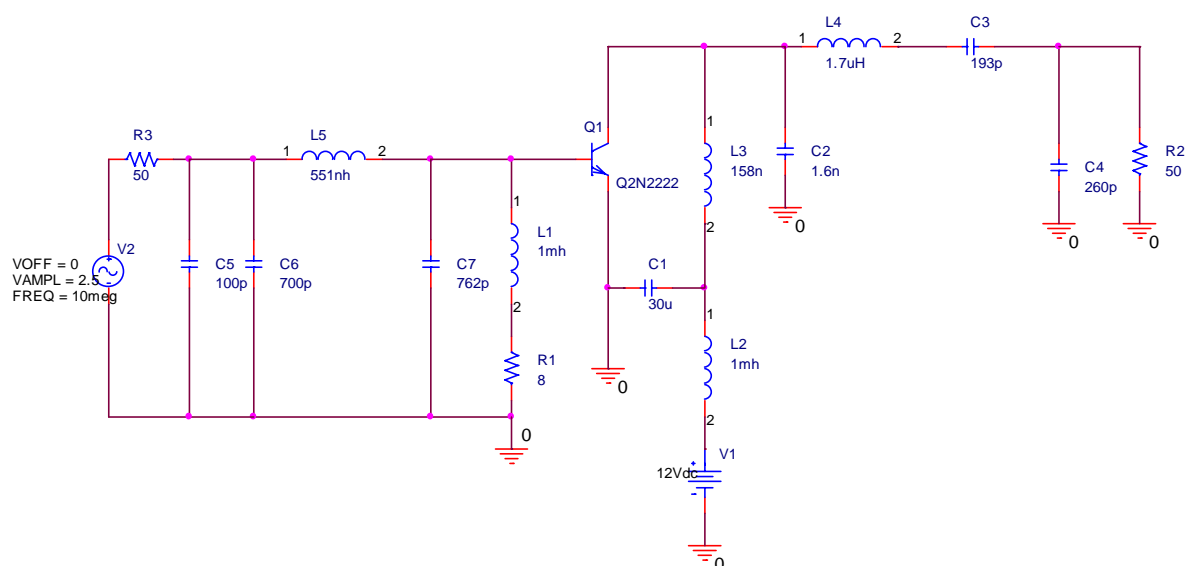 L4
1
2
1.7uH
C3
193p
R3
50
L5
1
2
551nh
Q1
Q2N2222
1
L3
158n
2
C2
1.6n
0
C4
260p
0
R2
50
0
V2
VOFF = 0
VAMPL = 2.5
FREQ = 10meg
C5
100p
C6
700p
C7
762p
1
L1
1mh
2
R1
8
0
C1
30u
0
1
L2
1mh
2
V1
12Vdc
0